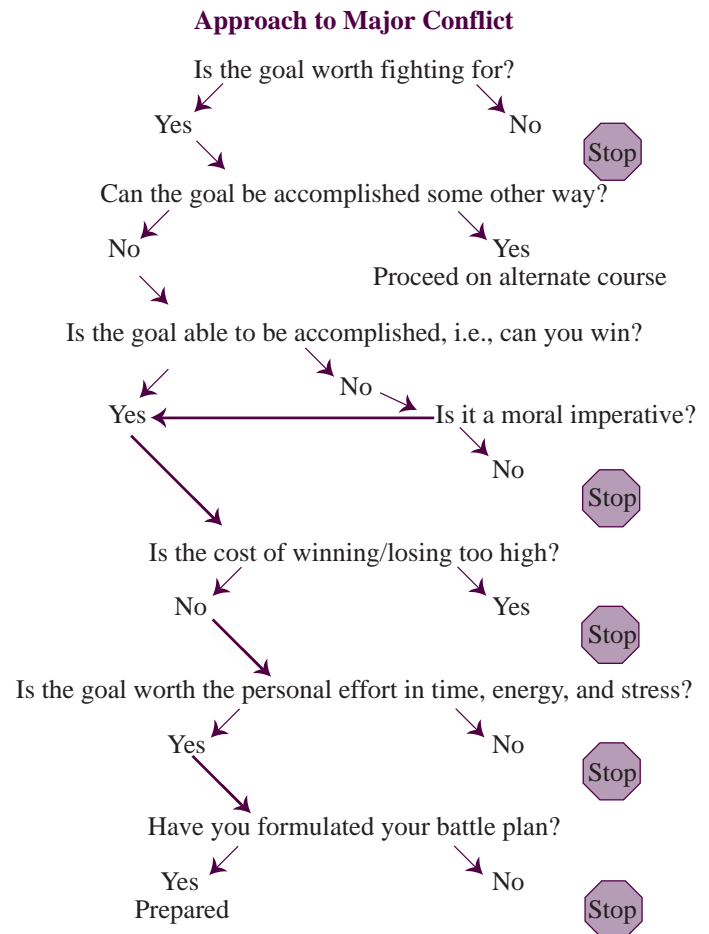 Approach to Major Conflict
Is the goal worth fighting for?
Yes
No
Stop
Can the goal be accomplished some other way?
No
Yes
Proceed on alternate course
Is the goal able to be accomplished, i.e., can you win?
No
Yes
Is it a moral imperative?
No
Stop
Is the cost of winning/losing too high?
No
Yes
Stop
Is the goal worth the personal effort in time, energy, and stress?
Yes
No
Stop
Have you formulated your battle plan?
Yes
No
Prepared
Stop